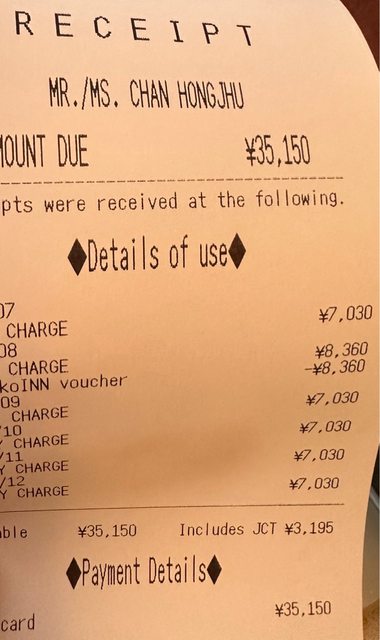 RECEIPT
MR./MS. CHAN HONGJHU
MOUNT DUE ¥35,150
pts were received at the following.
◆Details of use◆
07 ¥7,030
CHARGE
08 ¥8,360
CHARGE -¥8,360
koINN voucher
09 ¥7,030
CHARGE
/10 ¥7,030
Y CHARGE
/11 ¥7,030
Y CHARGE
/12 ¥7,030
Y CHARGE
able ¥35,150 Includes JCT ¥3,195
◆Payment Details◆
card ¥35,150